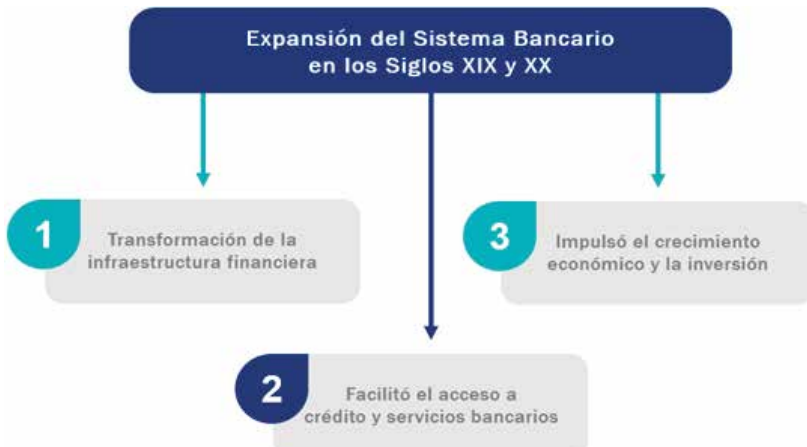 Expansión del Sistema Bancario
en los Siglos XIX y XX
1
Transformación de la
infraestructura financiera
3
Impulsó el crecimiento
económico y la inversión
2
Facilitó el acceso a
crédito y servicios bancarios